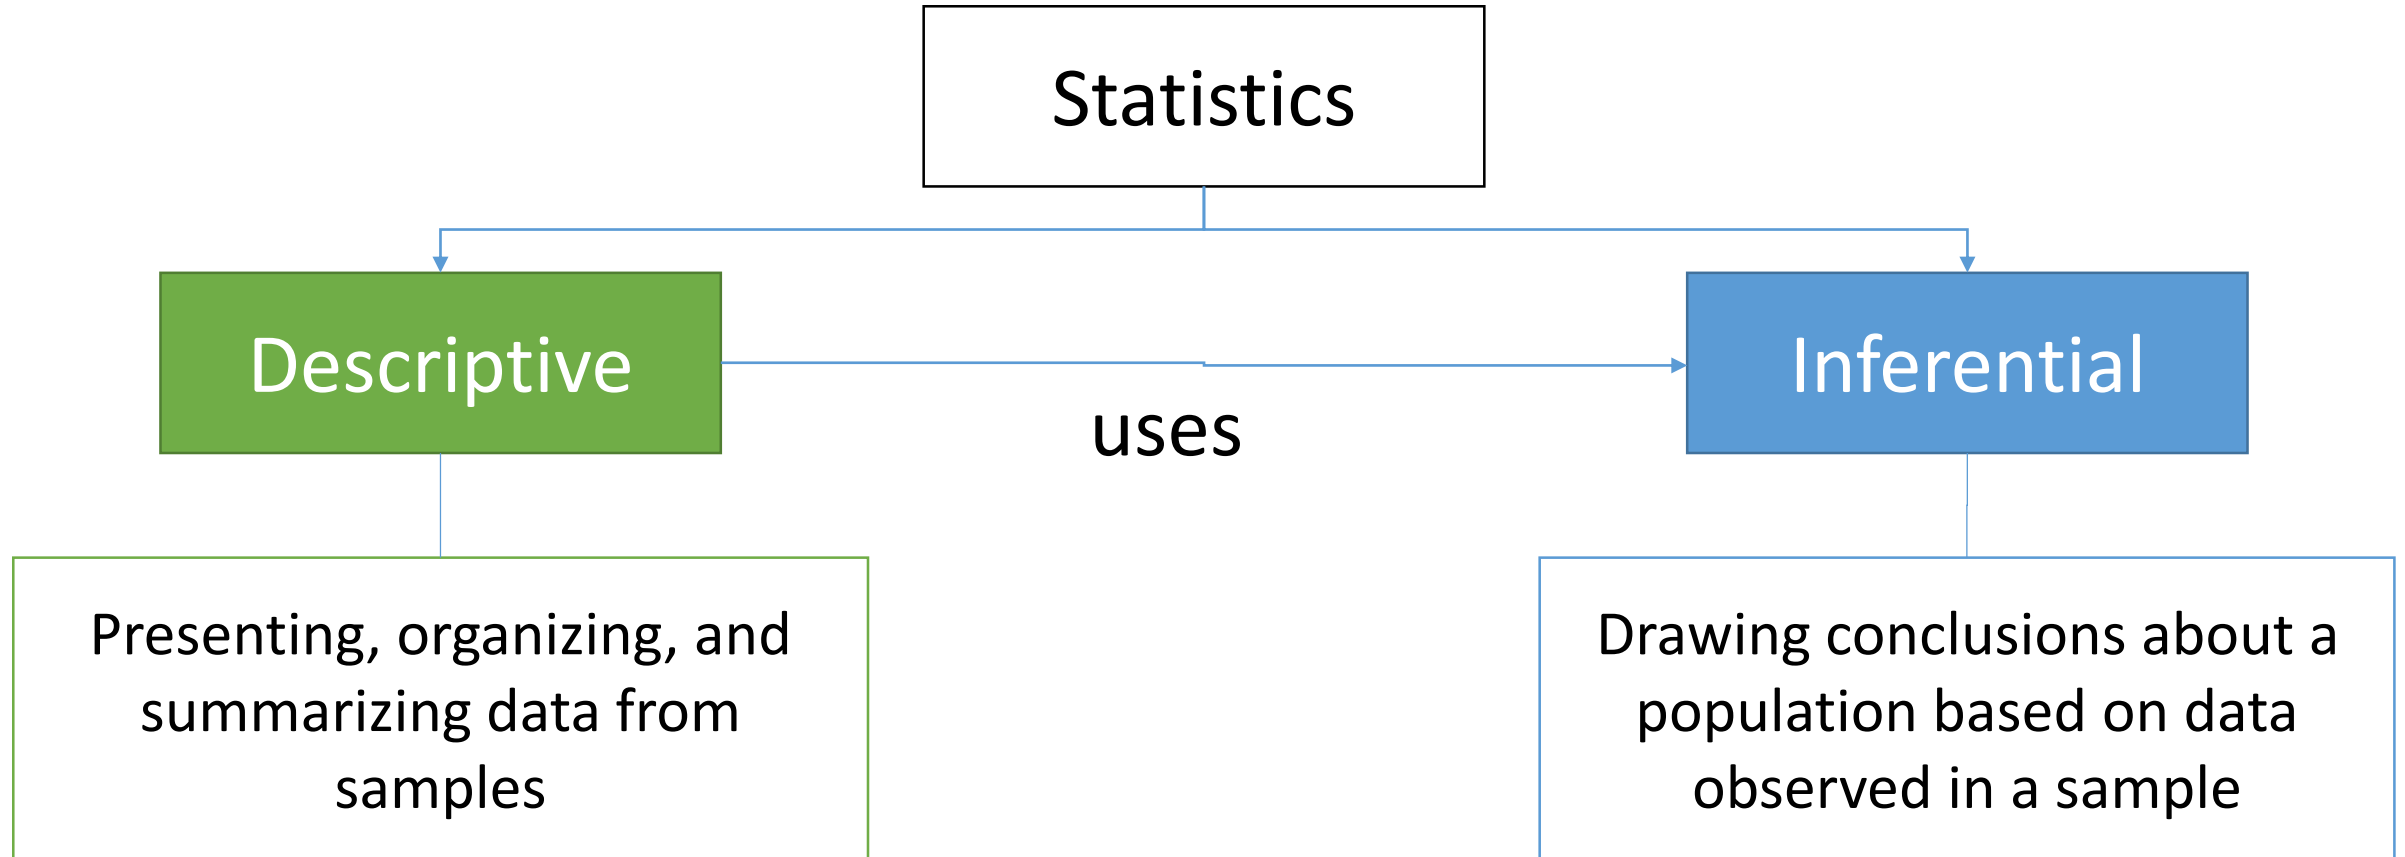 Statistics
Descriptive
Inferential
uses
Presenting, organizing, and
summarizing data from
samples
Drawing conclusions about a
population based on data
observed in a sample